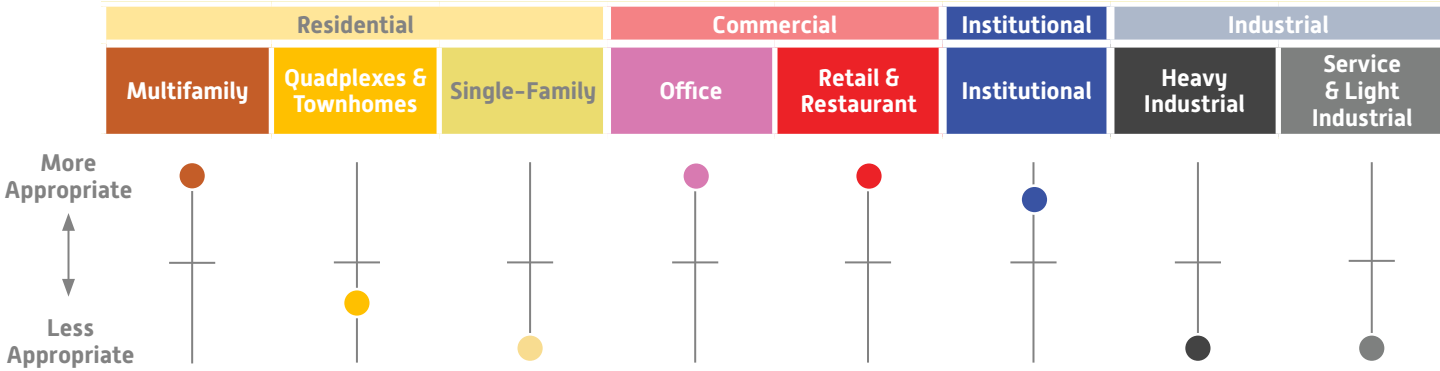 Residential
Commercial
Institutional
Industrial
Multifamily
Quadplexes &
Townhomes
Single-Family
Office
Retail &
Restaurant
Institutional
Heavy
Industrial
Service
& Light
Industrial
More
Appropriate
Less
Appropriate